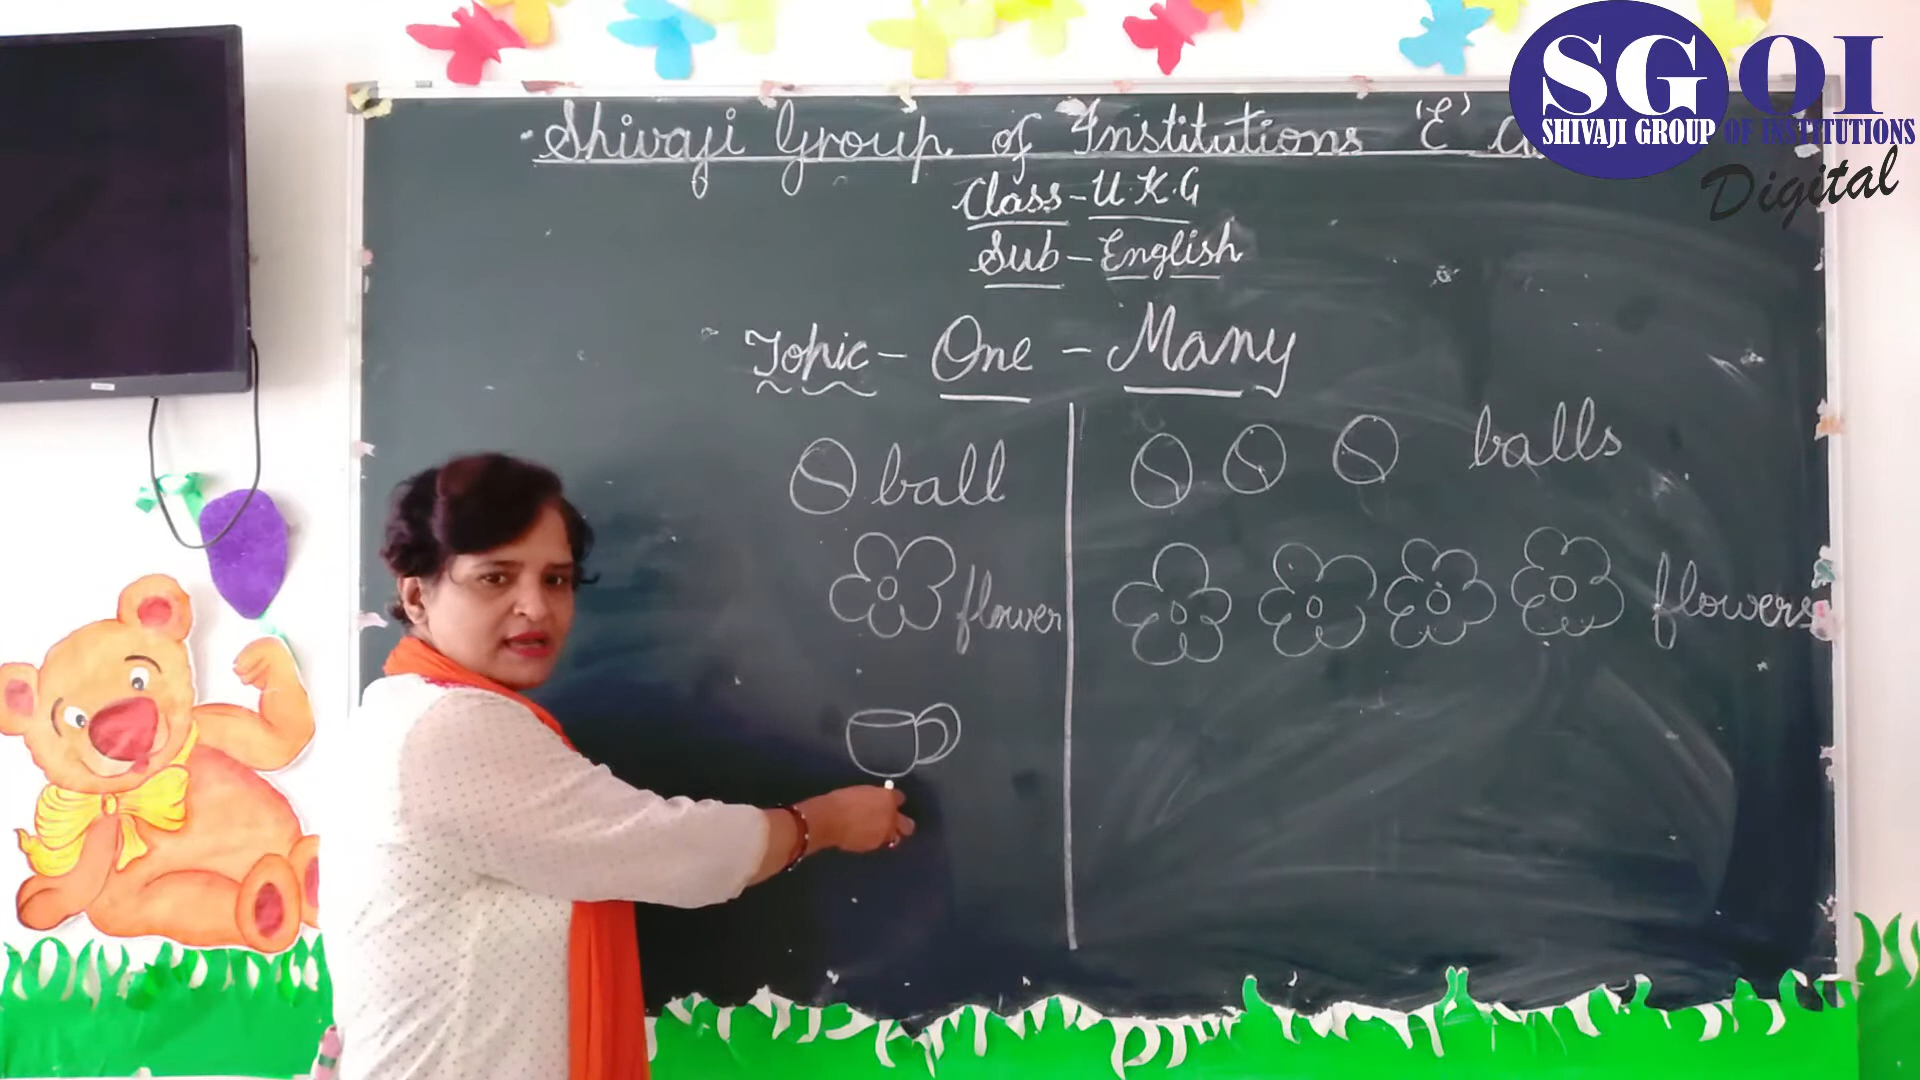 SGOI
SHIVAJI GROUP OF INSTITUTIONS
Digital
Shivaji Group of Institutions 'E'
Class - U.K.G
Sub - English
Topic - One - Many
ball balls
flower flowers